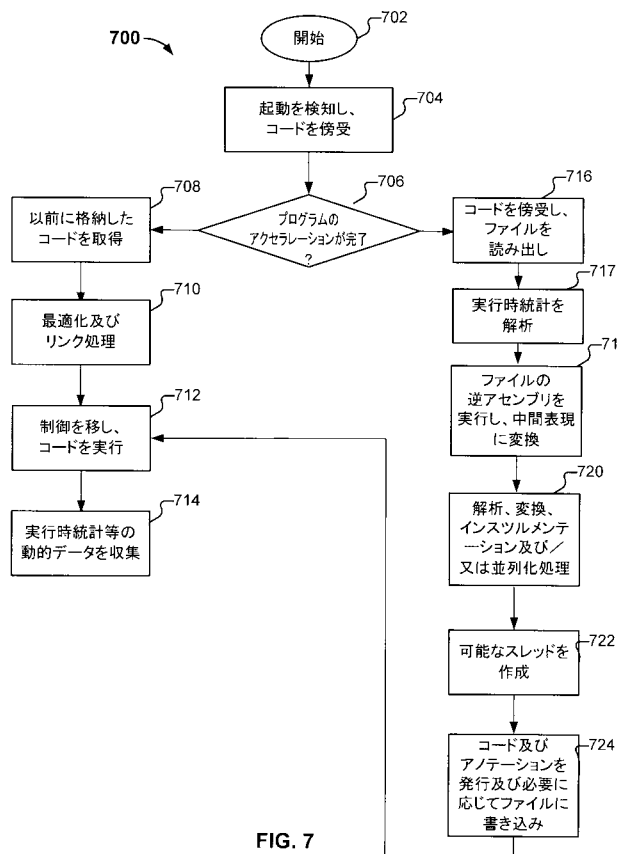 700
開始
702
起動を検知し、
コードを傍受
704
プログラムの
アクセラレーションが完了
?
706
以前に格納した
コードを取得
708
最適化及び
リンク処理
710
制御を移し、
コードを実行
712
実行時統計等の
動的データを収集
714
コードを傍受し、
ファイルを
読み出し
716
実行時統計を
解析
717
ファイルの
逆アセンブリを
実行し、中間表現
に変換
71
解析、変換、
インスツルメンテ
ーション及び/
又は並列化処理
720
可能なスレッドを
作成
722
コード及び
アノテーションを
発行及び必要に
応じてファイルに
書き込み
724
FIG. 7